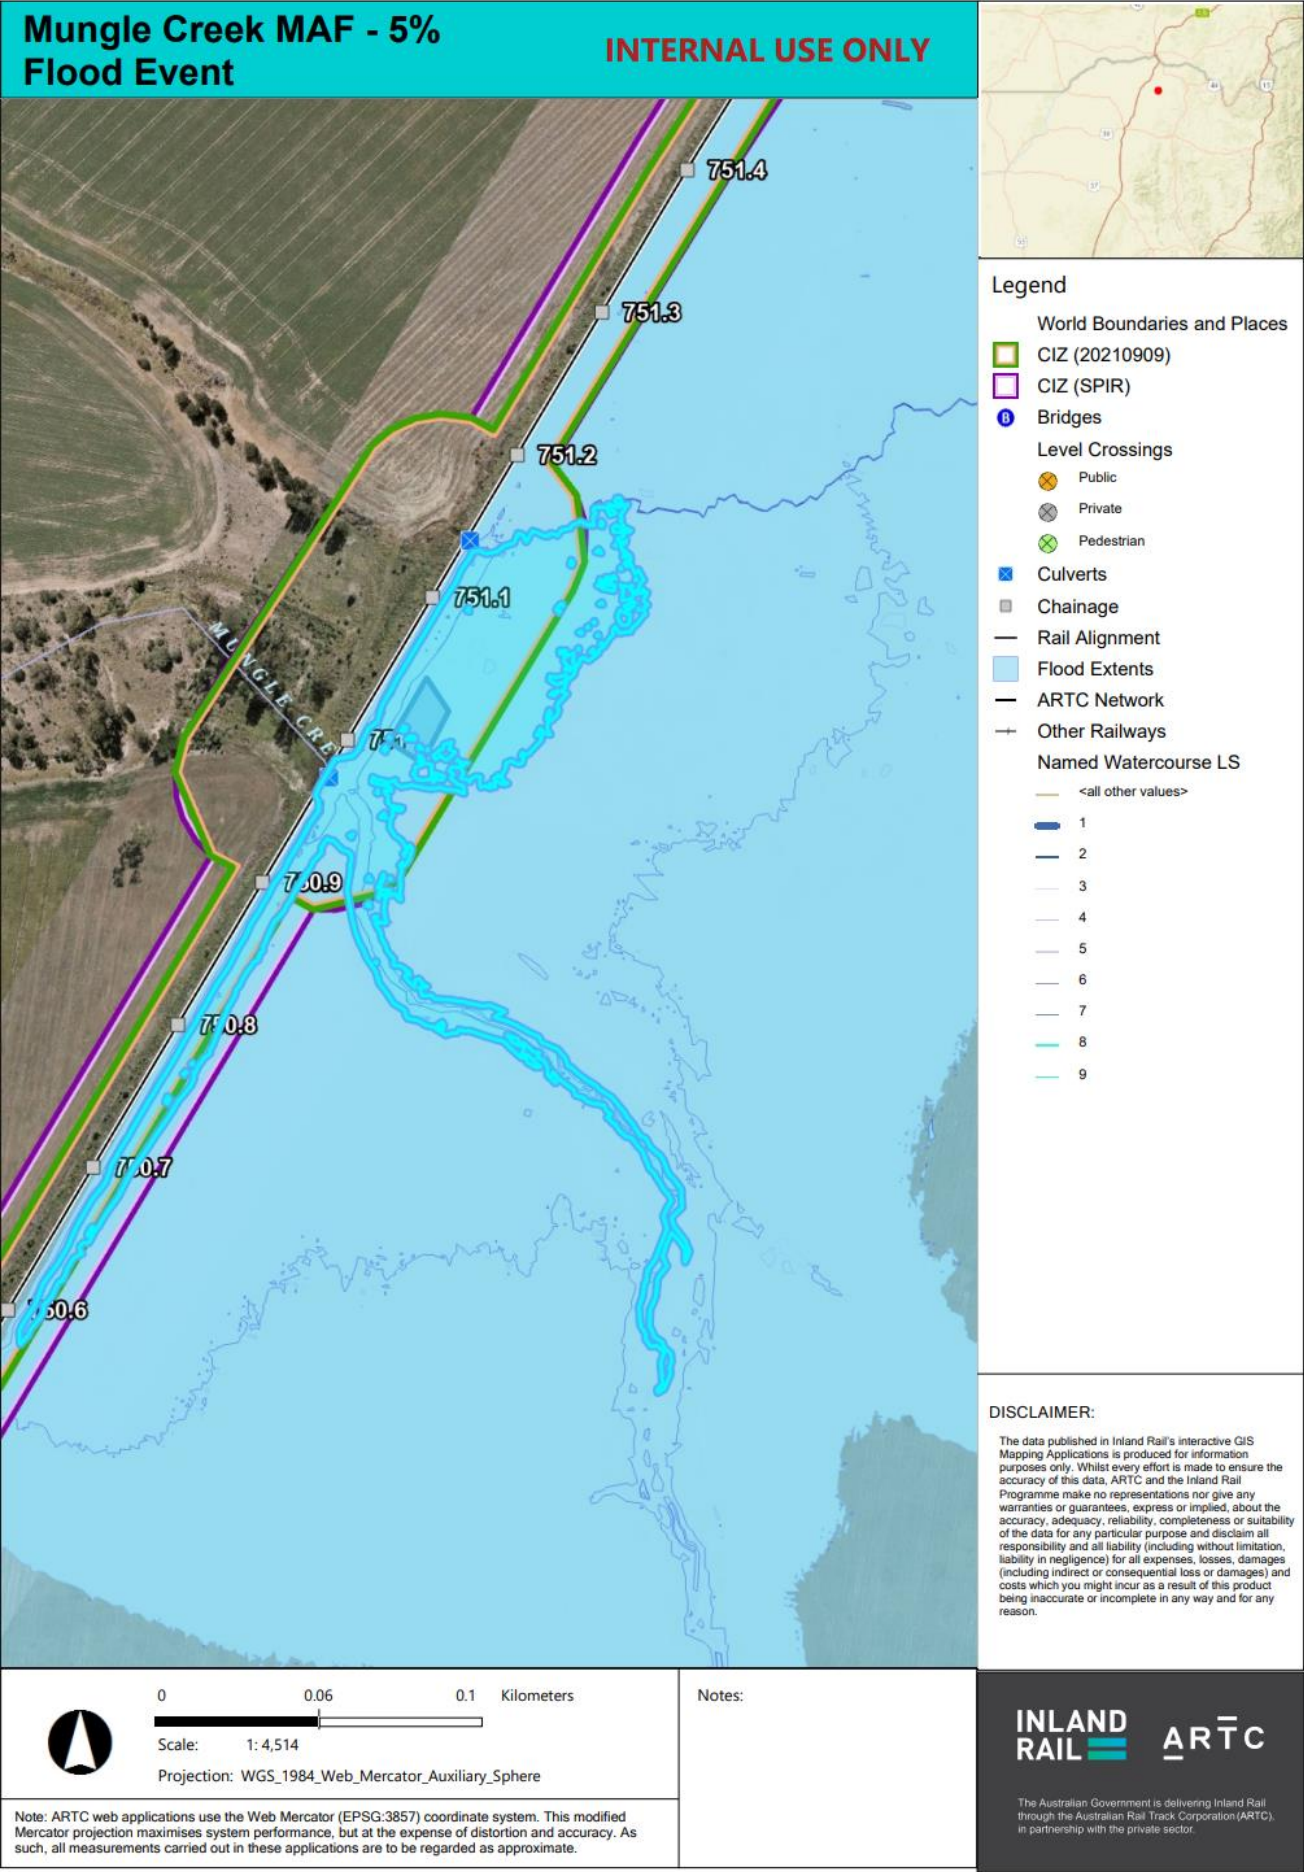 Mungle Creek MAF - 5%
Flood Event
INTERNAL USE ONLY
751.4
751.3
751.2
751.1
MUNGLE CRE
750.9
750.8
750.7
750.6
Legend
World Boundaries and Places
CIZ (20210909)
CIZ (SPIR)
B Bridges
Level Crossings
Public
Private
Pedestrian
Culverts
Chainage
Rail Alignment
Flood Extents
ARTC Network
Other Railways
Named Watercourse LS
<all other values>
1
2
3
4
5
6
7
8
9
DISCLAIMER:
The data published in Inland Rail's interactive GIS
Mapping Applications is produced for information
purposes only. Whilst every effort is made to ensure the
accuracy of this data, ARTC and the Inland Rail
Programme make no representations nor give any
warranties or guarantees, express or implied, about the
accuracy, adequacy, reliability, completeness or suitability
of the data for any particular purpose and disclaim all
responsibility and all liability (including without limitation,
liability in negligence) for all expenses, losses, damages
(including indirect or consequential loss or damages) and
costs which you might incur as a result of this product
being inaccurate or incomplete in any way and for any
reason.
0 0.06 0.1 Kilometers
Scale: 1: 4,514
Projection: WGS_1984_Web_Mercator_Auxiliary_Sphere
Notes:
Note: ARTC web applications use the Web Mercator (EPSG:3857) coordinate system. This modified
Mercator projection maximises system performance, but at the expense of distortion and accuracy. As
such, all measurements carried out in these applications are to be regarded as approximate.
INLAND
RAIL
ARTC
The Australian Government is delivering Inland Rail
through the Australian Rail Track Corporation (ARTC),
in partnership with the private sector.